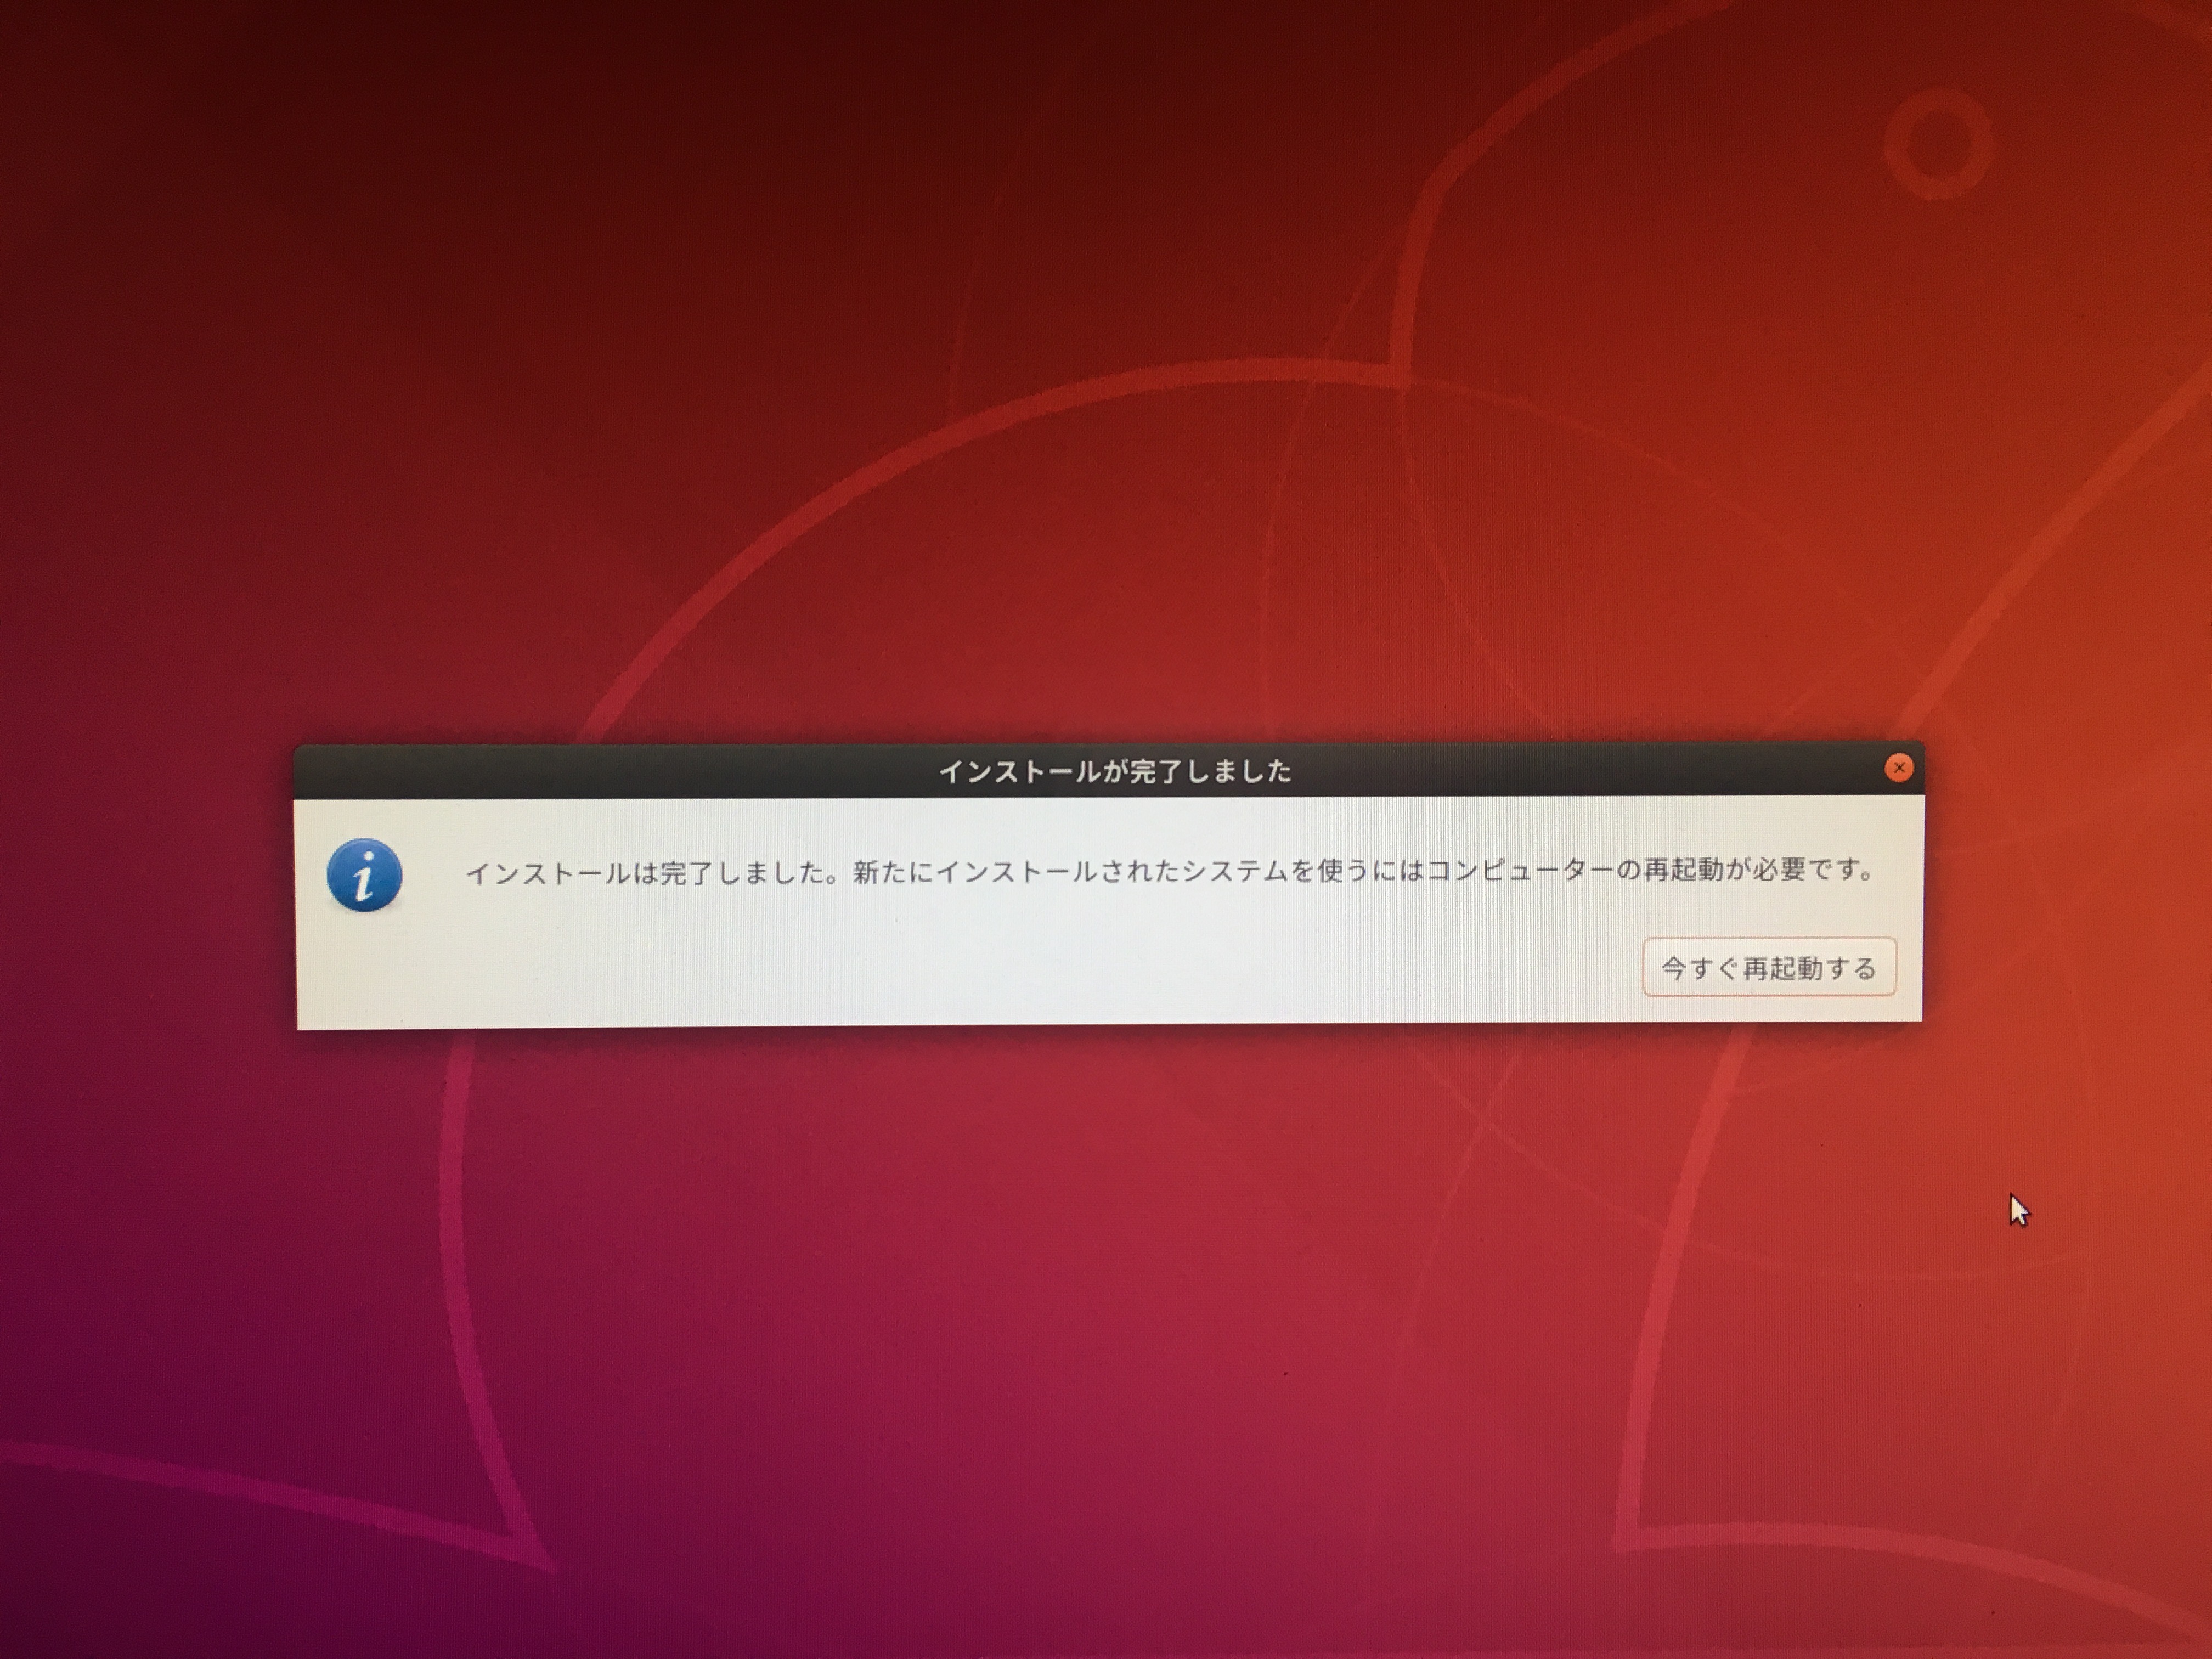 インストールが完了しました
インストールは完了しました。新たにインストールされたシステムを使うにはコンピューターの再起動が必要です。
今すぐ再起動する